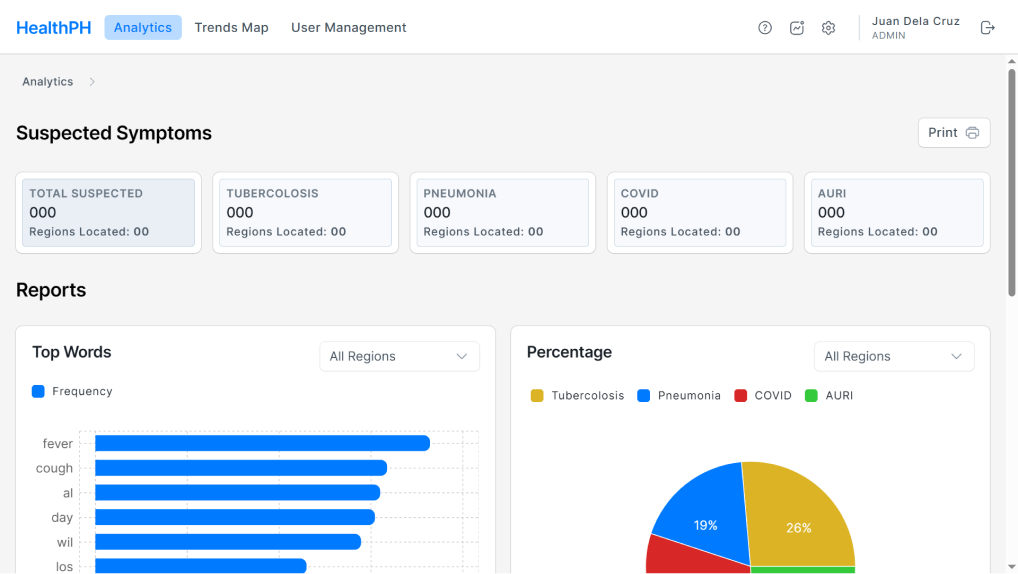 HealthPH Analytics Trends Map User Management Juan Dela Cruz
ADMIN
Analytics
Suspected Symptoms Print
TOTAL SUSPECTED
000
Regions Located: 00
TUBERCOLOSIS
000
Regions Located: 00
PNEUMONIA
000
Regions Located: 00
COVID
000
Regions Located: 00
AURI
000
Regions Located: 00
Reports
Top Words
All Regions
Frequency
fever
cough
al
day
wil
los
Percentage
All Regions
Tubercolosis Pneumonia COVID AURI
19%
26%